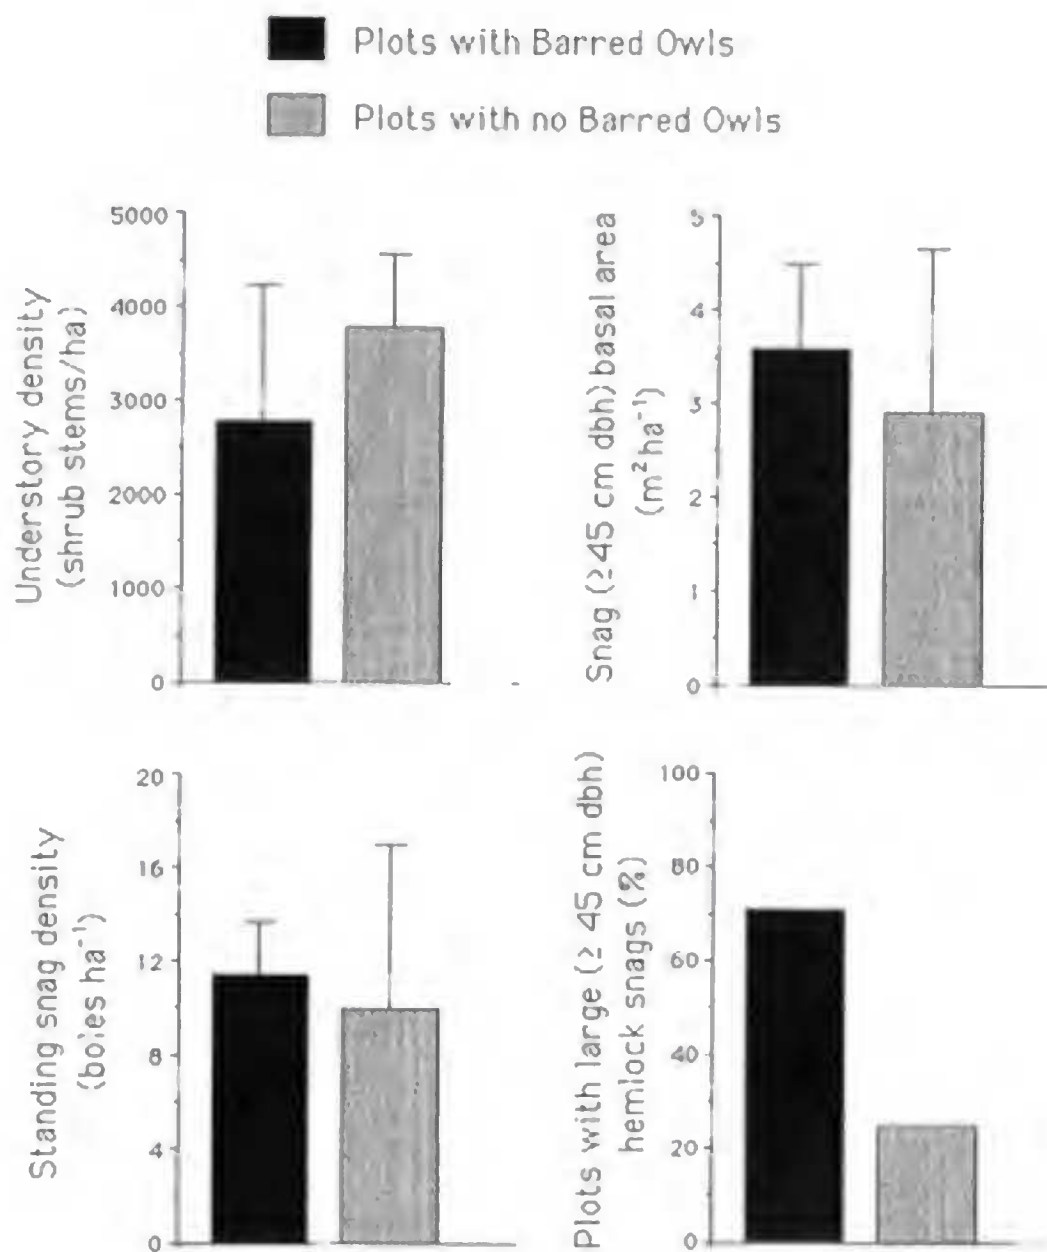 Plots with Barred Owls
Plots with no Barred Owls
Understory density
(shrub stems/ha)
5000
4000
3000
2000
1000
0
Snag (≥45 cm dbh) basal area
(m² ha⁻¹)
5
4
3
2
1
0
Standing snag density
(boles ha⁻¹)
20
16
12
8
4
0
Plots with large (≥ 45 cm dbh)
hemlock snags (%)
100
80
60
40
20
0